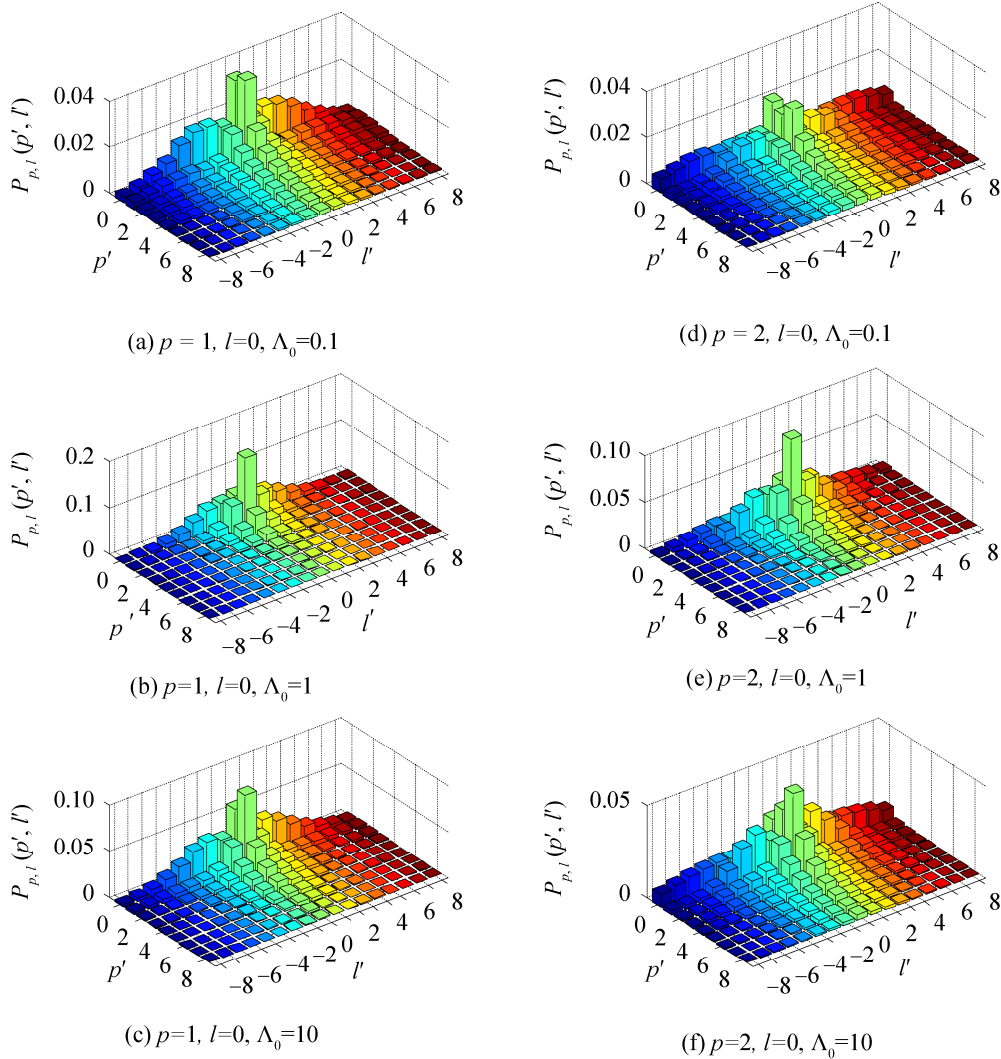 P_{p, l} (p′, l′)
0.04
0.02
0
0 2 4 6 8
p′
−8 −6 −4 −2 0 2 4 6 8
l′
(a) p = 1, l=0, Λ₀=0.1
P_{p, l} (p′, l′)
0.04
0.02
0
0 2 4 6 8
p′
−8 −6 −4 −2 0 2 4 6 8
l′
(d) p = 2, l=0, Λ₀=0.1
P_{p, l} (p′, l′)
0.2
0.1
0
0 2 4 6 8
p ′
−8 −6 −4 −2 0 2 4 6 8
l′
(b) p=1, l=0, Λ₀=1
P_{p, l} (p′, l′)
0.10
0.05
0
0 2 4 6 8
p′
−8 −6 −4 −2 0 2 4 6 8
l′
(e) p=2, l=0, Λ₀=1
P_{p, l} (p′, l′)
0.10
0.05
0
0 2 4 6 8
p′
−8 −6 −4 −2 0 2 4 6 8
l′
(c) p=1, l=0, Λ₀=10
P_{p, l} (p′, l′)
0.05
0
0 2 4 6 8
p′
−8 −6 −4 −2 0 2 4 6 8
l′
(f) p=2, l=0, Λ₀=10